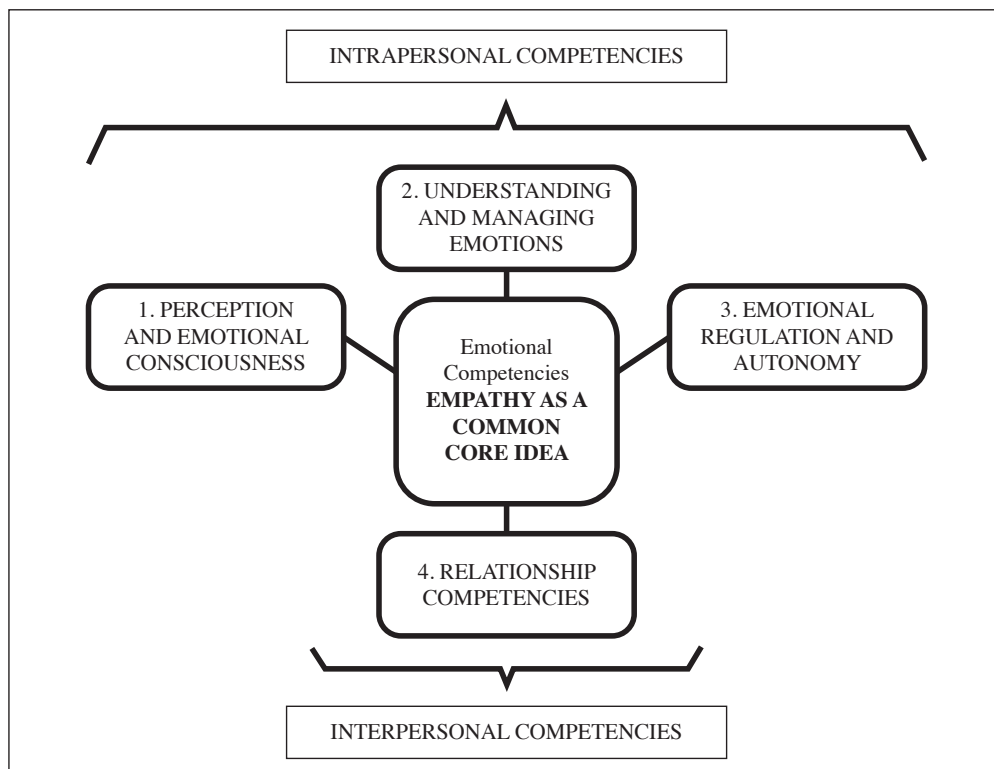 INTRAPERSONAL COMPETENCIES
2. UNDERSTANDING
AND MANAGING
EMOTIONS
1. PERCEPTION
AND EMOTIONAL
CONSCIOUSNESS
Emotional
Competencies
EMPATHY AS A
COMMON
CORE IDEA
3. EMOTIONAL
REGULATION AND
AUTONOMY
4. RELATIONSHIP
COMPETENCIES
INTERPERSONAL COMPETENCIES